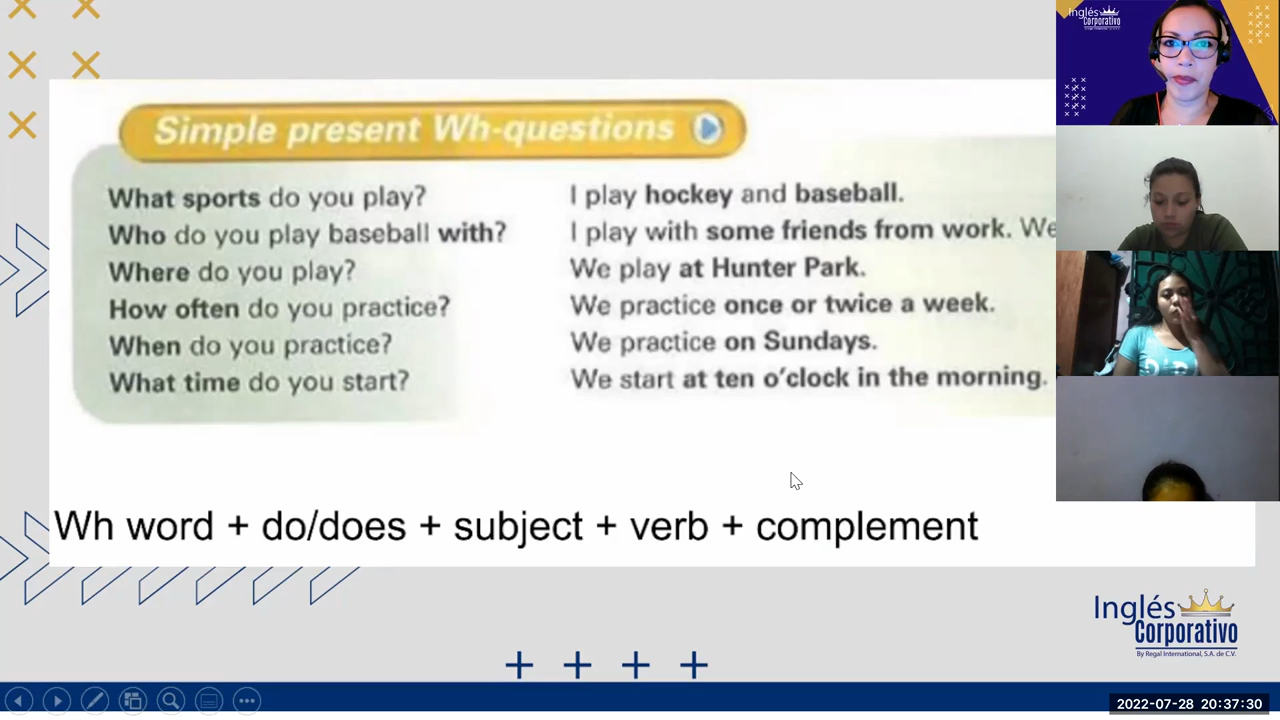 Simple present Wh-questions
What sports do you play? I play hockey and baseball.
Who do you play baseball with? I play with some friends from work. We
Where do you play? We play at Hunter Park.
How often do you practice? We practice once or twice a week.
When do you practice? We practice on Sundays.
What time do you start? We start at ten o'clock in the morning.
Wh word + do/does + subject + verb + complement
Inglés
Corporativo
Inglés
Corporativo
By Regal International, S.A. de C.V.
2022-07-28 20:37:30